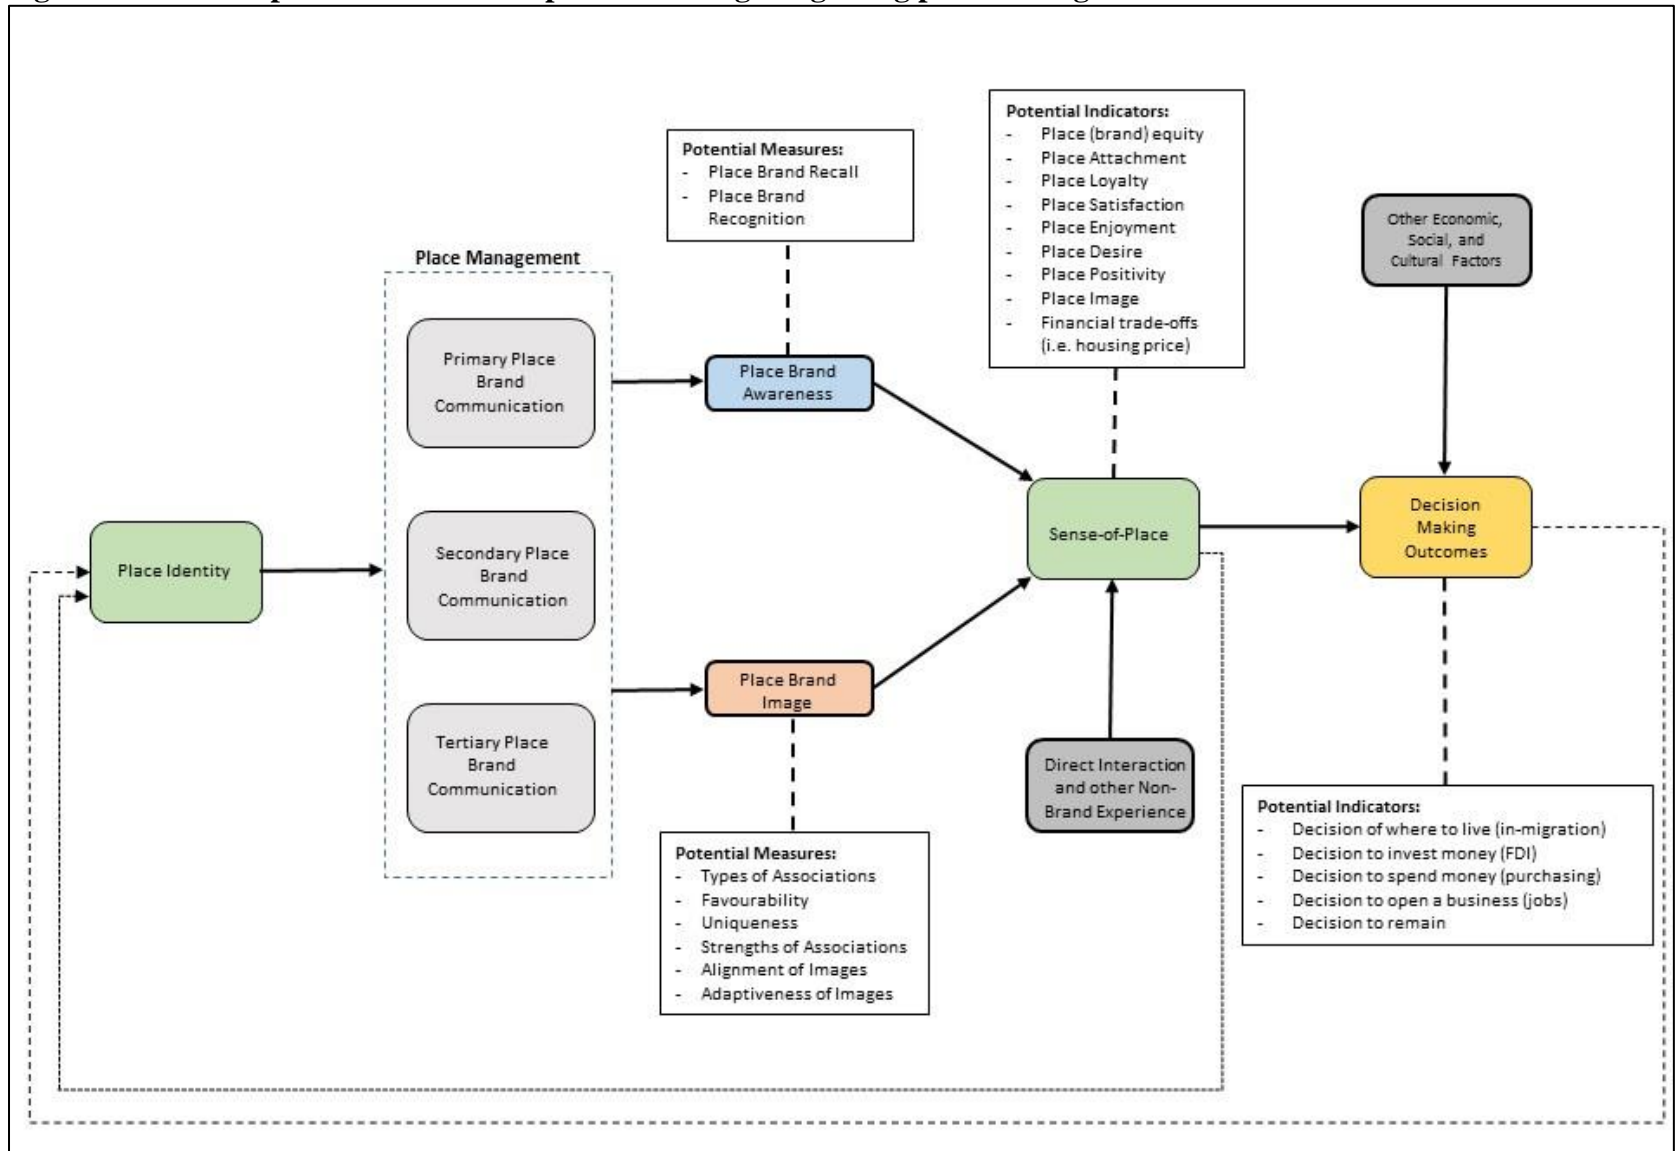 Potential Indicators:
- Place (brand) equity
- Place Attachment
- Place Loyalty
- Place Satisfaction
- Place Enjoyment
- Place Desire
- Place Positivity
- Place Image
- Financial trade-offs
(i.e. housing price)
Potential Measures:
- Place Brand Recall
- Place Brand
Recognition
Other Economic,
Social, and
Cultural Factors
Place Management
Primary Place
Brand
Communication
Place Brand
Awareness
Secondary Place
Brand
Communication
Place Identity
Sense-of-Place
Decision
Making
Outcomes
Place Brand
Image
Tertiary Place
Brand
Communication
Direct Interaction
and other Non-
Brand Experience
Potential Measures:
- Types of Associations
- Favourability
- Uniqueness
- Strengths of Associations
- Alignment of Images
- Adaptiveness of Images
Potential Indicators:
- Decision of where to live (in-migration)
- Decision to invest money (FDI)
- Decision to spend money (purchasing)
- Decision to open a business (jobs)
- Decision to remain